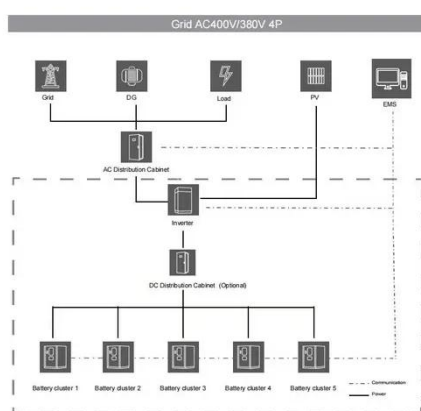 Grid AC400V/380V 4P
Grid
DG
Load
PV
EMS
AC Distribution Cabinet
Inverter
DC Distribution Cabinet (Optional)
Battery cluster 1
Battery cluster 2
Battery cluster 3
Battery cluster 4
Battery cluster 5
Communication
Power